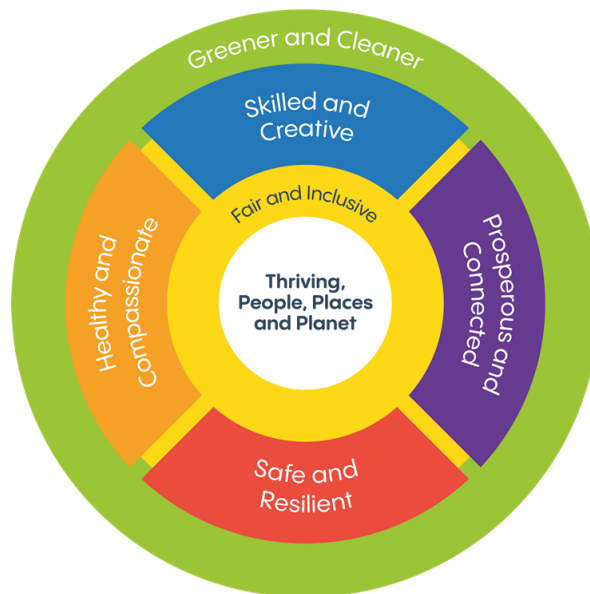 Greener and Cleaner
Skilled and
Creative
Fair and Inclusive
Healthy and
Compassionate
Thriving,
People, Places
and Planet
Prosperous and
Connected
Safe and
Resilient